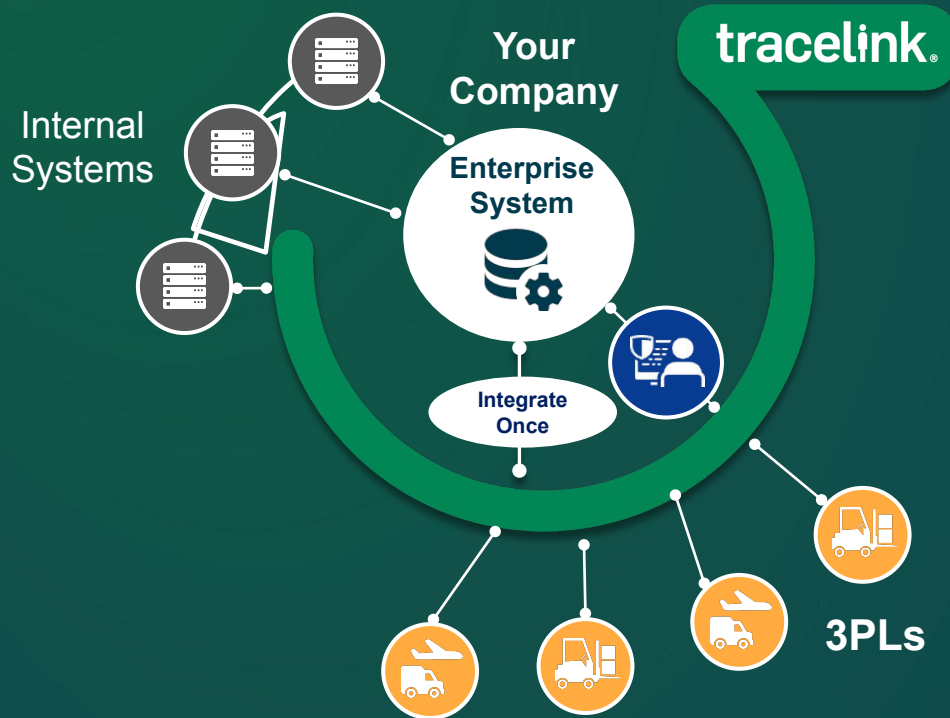 tracelink®
Your
Company
Internal
Systems
Enterprise
System
Integrate
Once
3PLs